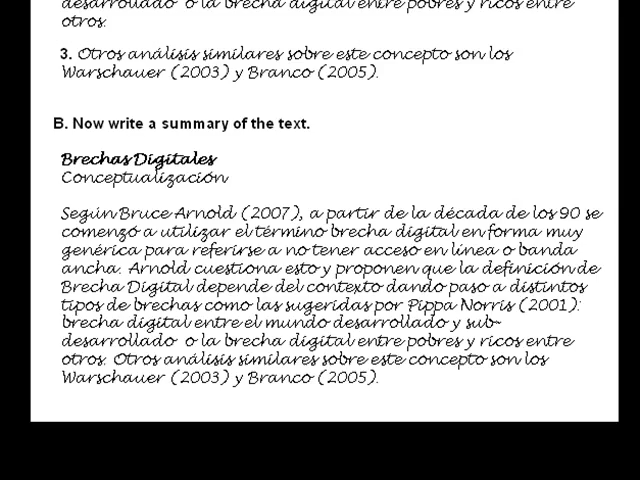 desarrollado o la brecha digital entre pobres y ricos entre
otros.
3. Otros análisis similares sobre este concepto son los
Warschauer (2003) y Branco (2005).
B. Now write a summary of the text.
Brechas Digitales
Conceptualización
Según Bruce Arnold (2007), a partir de la década de los 90 se
comenzó a utilizar el término brecha digital en forma muy
genérica para referirse a no tener acceso en línea o banda
ancha. Arnold cuestiona esto y proponen que la definición de
Brecha Digital depende del contexto dando paso a distintos
tipos de brechas como las sugeridas por Pippa Norris (2001):
brecha digital entre el mundo desarrollado y sub-
desarrollado o la brecha digital entre pobres y ricos entre
otros. Otros análisis similares sobre este concepto son los
Warschauer (2003) y Branco (2005).